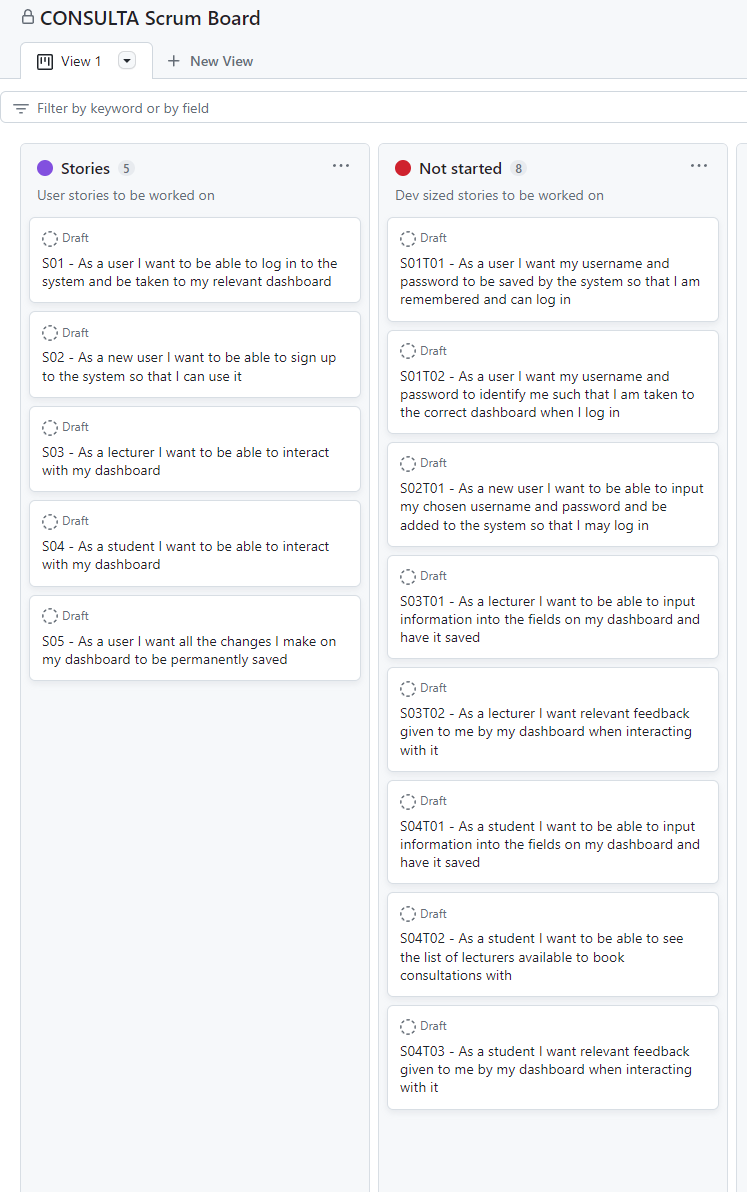 CONSULTA Scrum Board
View 1
New View
Filter by keyword or by field
Stories 5
User stories to be worked on
Draft
S01 - As a user I want to be able to log in to the
system and be taken to my relevant dashboard
Draft
S02 - As a new user I want to be able to sign up
to the system so that I can use it
Draft
S03 - As a lecturer I want to be able to interact
with my dashboard
Draft
S04 - As a student I want to be able to interact
with my dashboard
Draft
S05 - As a user I want all the changes I make on
my dashboard to be permanently saved
Not started 8
Dev sized stories to be worked on
Draft
S01T01 - As a user I want my username and
password to be saved by the system so that I am
remembered and can log in
Draft
S01T02 - As a user I want my username and
password to identify me such that I am taken to
the correct dashboard when I log in
Draft
S02T01 - As a new user I want to be able to input
my chosen username and password and be
added to the system so that I may log in
Draft
S03T01 - As a lecturer I want to be able to input
information into the fields on my dashboard and
have it saved
Draft
S03T02 - As a lecturer I want relevant feedback
given to me by my dashboard when interacting
with it
Draft
S04T01 - As a student I want to be able to input
information into the fields on my dashboard and
have it saved
Draft
S04T02 - As a student I want to be able to see
the list of lecturers available to book
consultations with
Draft
S04T03 - As a student I want relevant feedback
given to me by my dashboard when interacting
with it